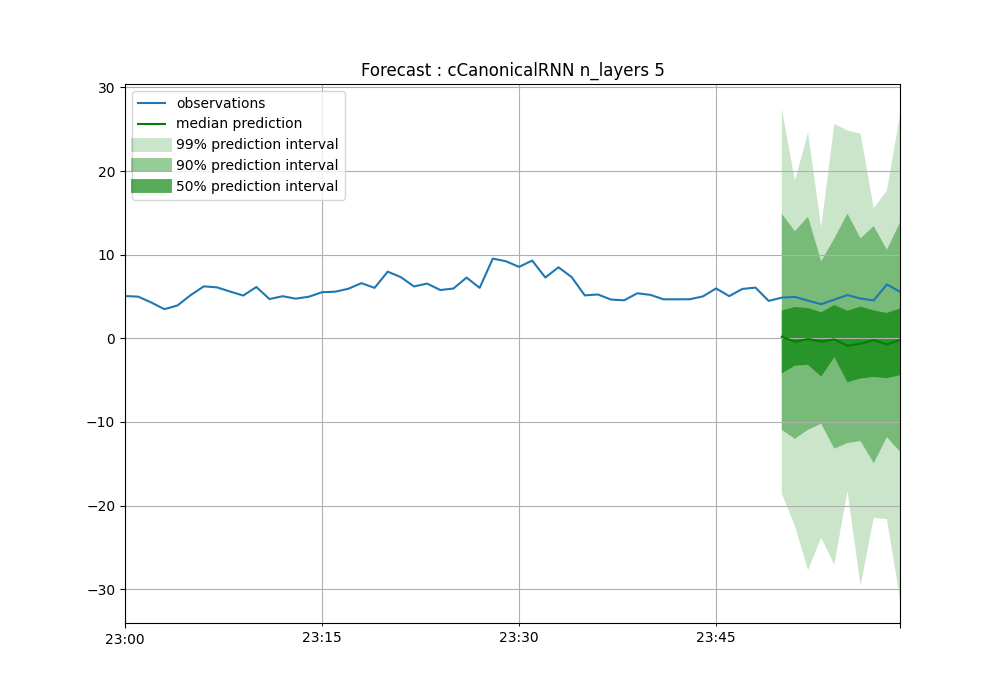 Forecast : cCanonicalRNN n_layers 5
observations
median prediction
99% prediction interval
90% prediction interval
50% prediction interval
30
20
10
0
−10
−20
−30
23:00
23:15
23:30
23:45